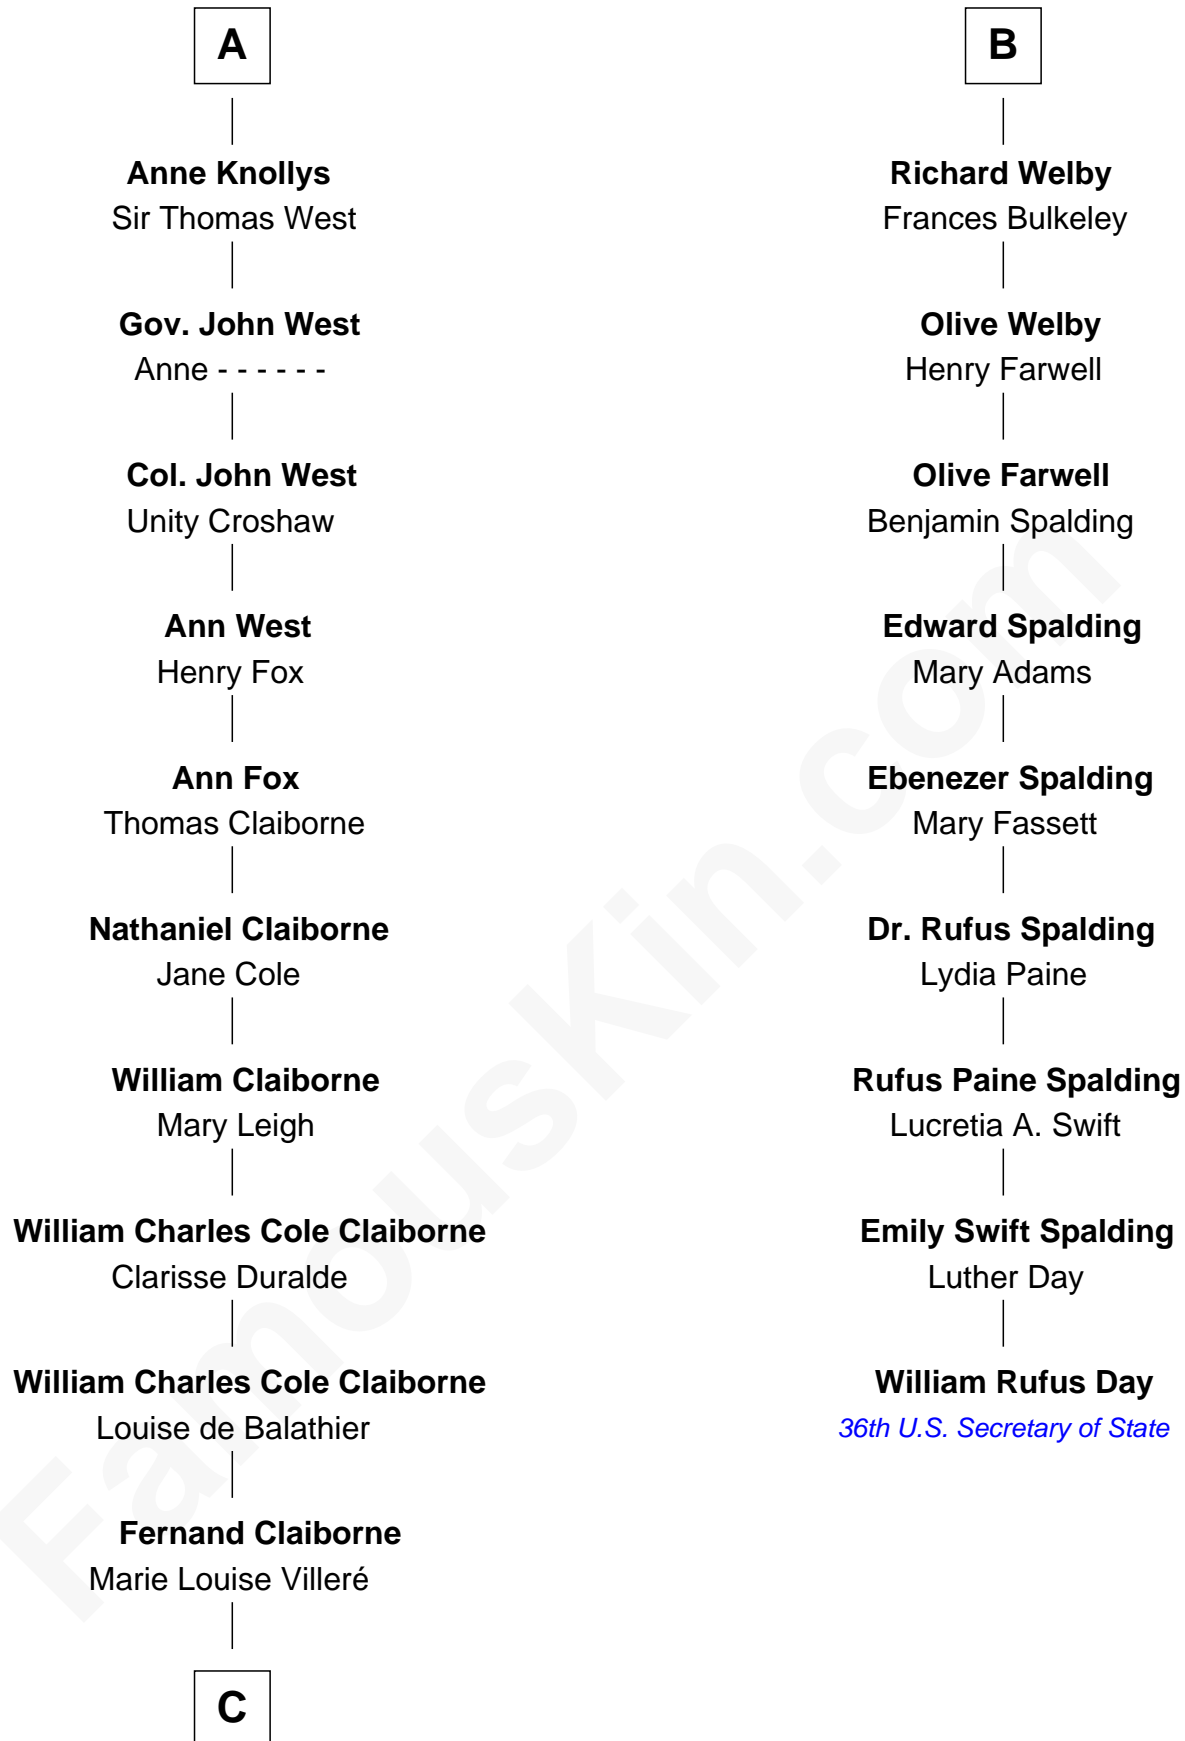 A
Anne Knollys
Sir Thomas West
Gov. John West
Anne - - - - - -
Col. John West
Unity Croshaw
Ann West
Henry Fox
Ann Fox
Thomas Claiborne
Nathaniel Claiborne
Jane Cole
William Claiborne
Mary Leigh
William Charles Cole Claiborne
Clarisse Duralde
William Charles Cole Claiborne
Louise de Balathier
Fernand Claiborne
Marie Louise Villeré
C
B
Richard Welby
Frances Bulkeley
Olive Welby
Henry Farwell
Olive Farwell
Benjamin Spalding
Edward Spalding
Mary Adams
Ebenezer Spalding
Mary Fassett
Dr. Rufus Spalding
Lydia Paine
Rufus Paine Spalding
Lucretia A. Swift
Emily Swift Spalding
Luther Day
William Rufus Day
36th U.S. Secretary of State
FamousKin.com